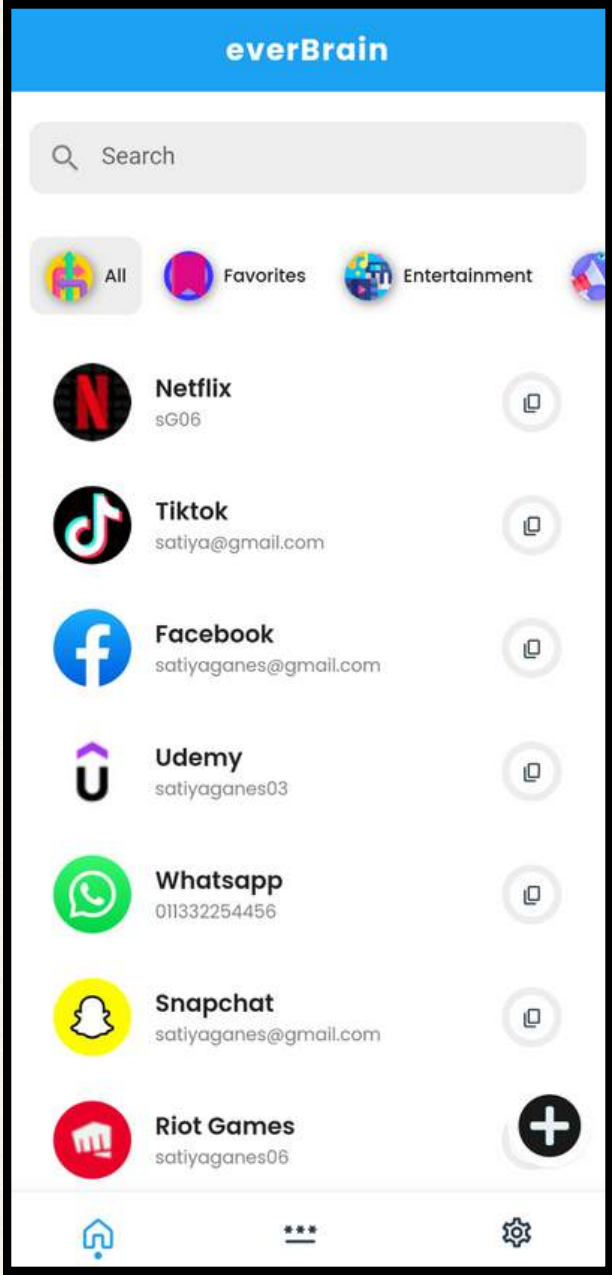 everBrain
Search
All Favorites Entertainment
Netflix
sG06
Tiktok
satiya@gmail.com
Facebook
satiyaganes@gmail.com
Udemy
satiyaganes03
Whatsapp
011332254456
Snapchat
satiyaganes@gmail.com
Riot Games
satiyaganes06
***